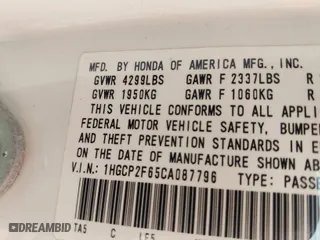 MFD. BY HONDA OF AMERICA MFG., INC.
GVWR 4299LBS GAWR F 2337LBS R
GVWR 1950KG GAWR F 1060KG R
THIS VEHICLE CONFORMS TO ALL APPLI
FEDERAL MOTOR VEHICLE SAFETY, BUMPE
AND THEFT PREVENTION STANDARDS IN E
ON THE DATE OF MANUFACTURE SHOWN AB
V.I.N.: 1HGCP2F65CA087796 TYPE: PASSE
DREAMBID
TA5 C